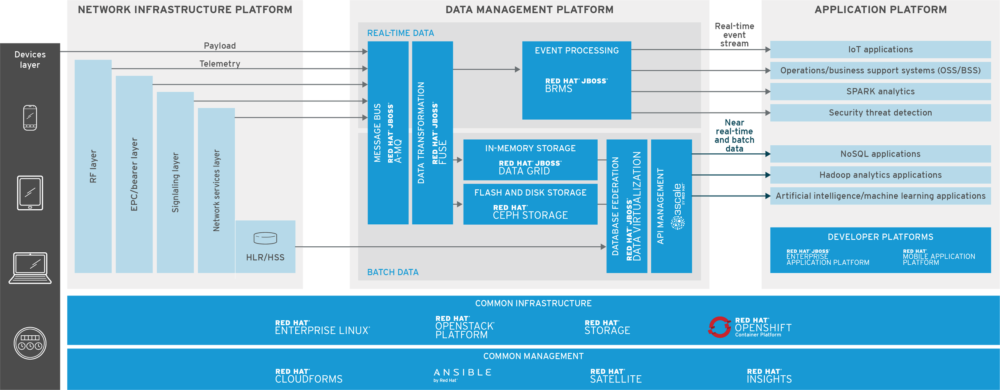 NETWORK INFRASTRUCTURE PLATFORM
DATA MANAGEMENT PLATFORM
APPLICATION PLATFORM
Devices
layer
Payload
Telemetry
RF layer
EPC/bearer layer
Signlaling layer
Network services layer
HLR/HSS
REAL-TIME DATA
MESSAGE BUS
RED HAT® JBOSS®
A-MQ
DATA TRANSFORMATION
RED HAT® JBOSS®
FUSE
EVENT PROCESSING
RED HAT® JBOSS®
BRMS
IN-MEMORY STORAGE
RED HAT® JBOSS®
DATA GRID
FLASH AND DISK STORAGE
RED HAT®
CEPH STORAGE
DATABASE FEDERATION
RED HAT® JBOSS®
DATA VIRTUALIZATION
API MANAGEMENT
3scale
BY RED HAT®
BATCH DATA
Real-time
event
stream
Near
real-time
and batch
data
IoT applications
Operations/business support systems (OSS/BSS)
SPARK analytics
Security threat detection
NoSQL applications
Hadoop analytics applications
Artificial intelligence/machine learning applications
DEVELOPER PLATFORMS
RED HAT® JBOSS®
ENTERPRISE
APPLICATION PLATFORM
RED HAT®
MOBILE APPLICATION
PLATFORM
COMMON INFRASTRUCTURE
RED HAT®
ENTERPRISE LINUX®
RED HAT®
OPENSTACK®
PLATFORM
RED HAT®
STORAGE
RED HAT®
OPENSHIFT
Container Platform
COMMON MANAGEMENT
RED HAT®
CLOUDFORMS
ANSIBLE
by Red Hat®
RED HAT®
SATELLITE
RED HAT®
INSIGHTS